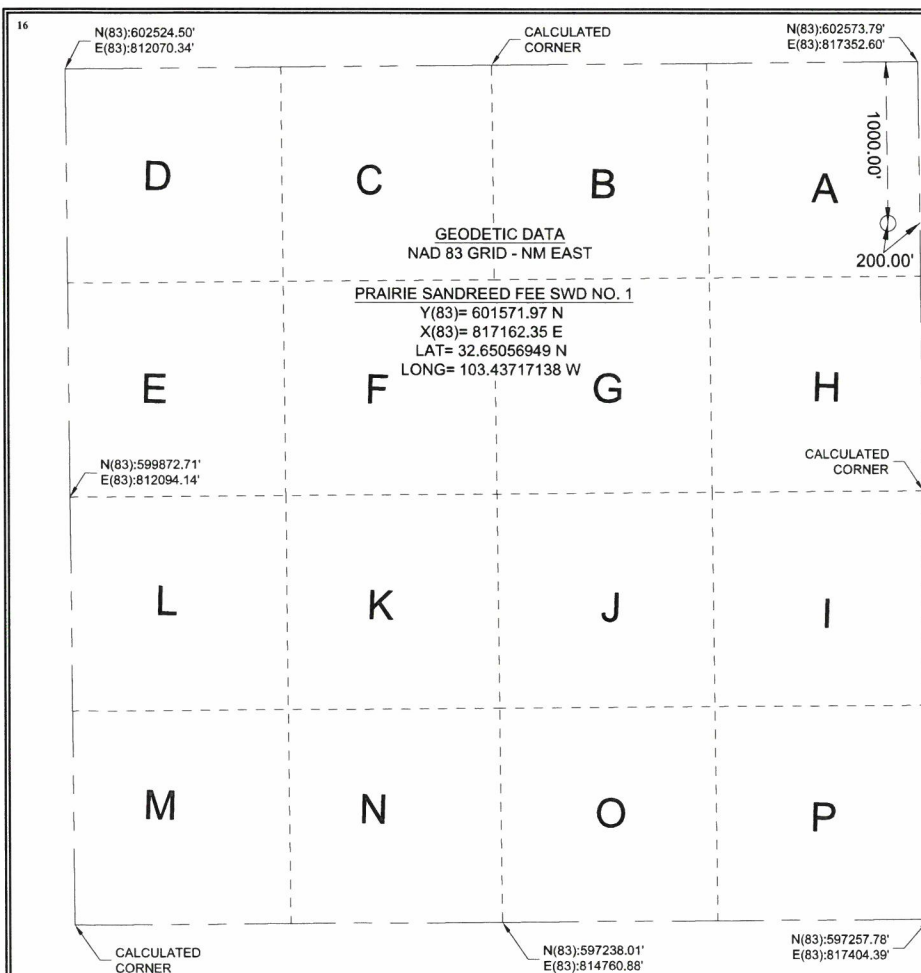 16
N(83):602524.50'
E(83):812070.34'
CALCULATED
CORNER
N(83):602573.79'
E(83):817352.60'
1000.00'
D
C
B
A
200.00'
GEODETIC DATA
NAD 83 GRID - NM EAST
PRAIRIE SANDREED FEE SWD NO. 1
Y(83)= 601571.97 N
X(83)= 817162.35 E
LAT= 32.65056949 N
LONG= 103.43717138 W
E
F
G
H
N(83):599872.71'
E(83):812094.14'
CALCULATED
CORNER
L
K
J
I
M
N
O
P
CALCULATED
CORNER
N(83):597238.01'
E(83):814760.88'
N(83):597257.78'
E(83):817404.39'